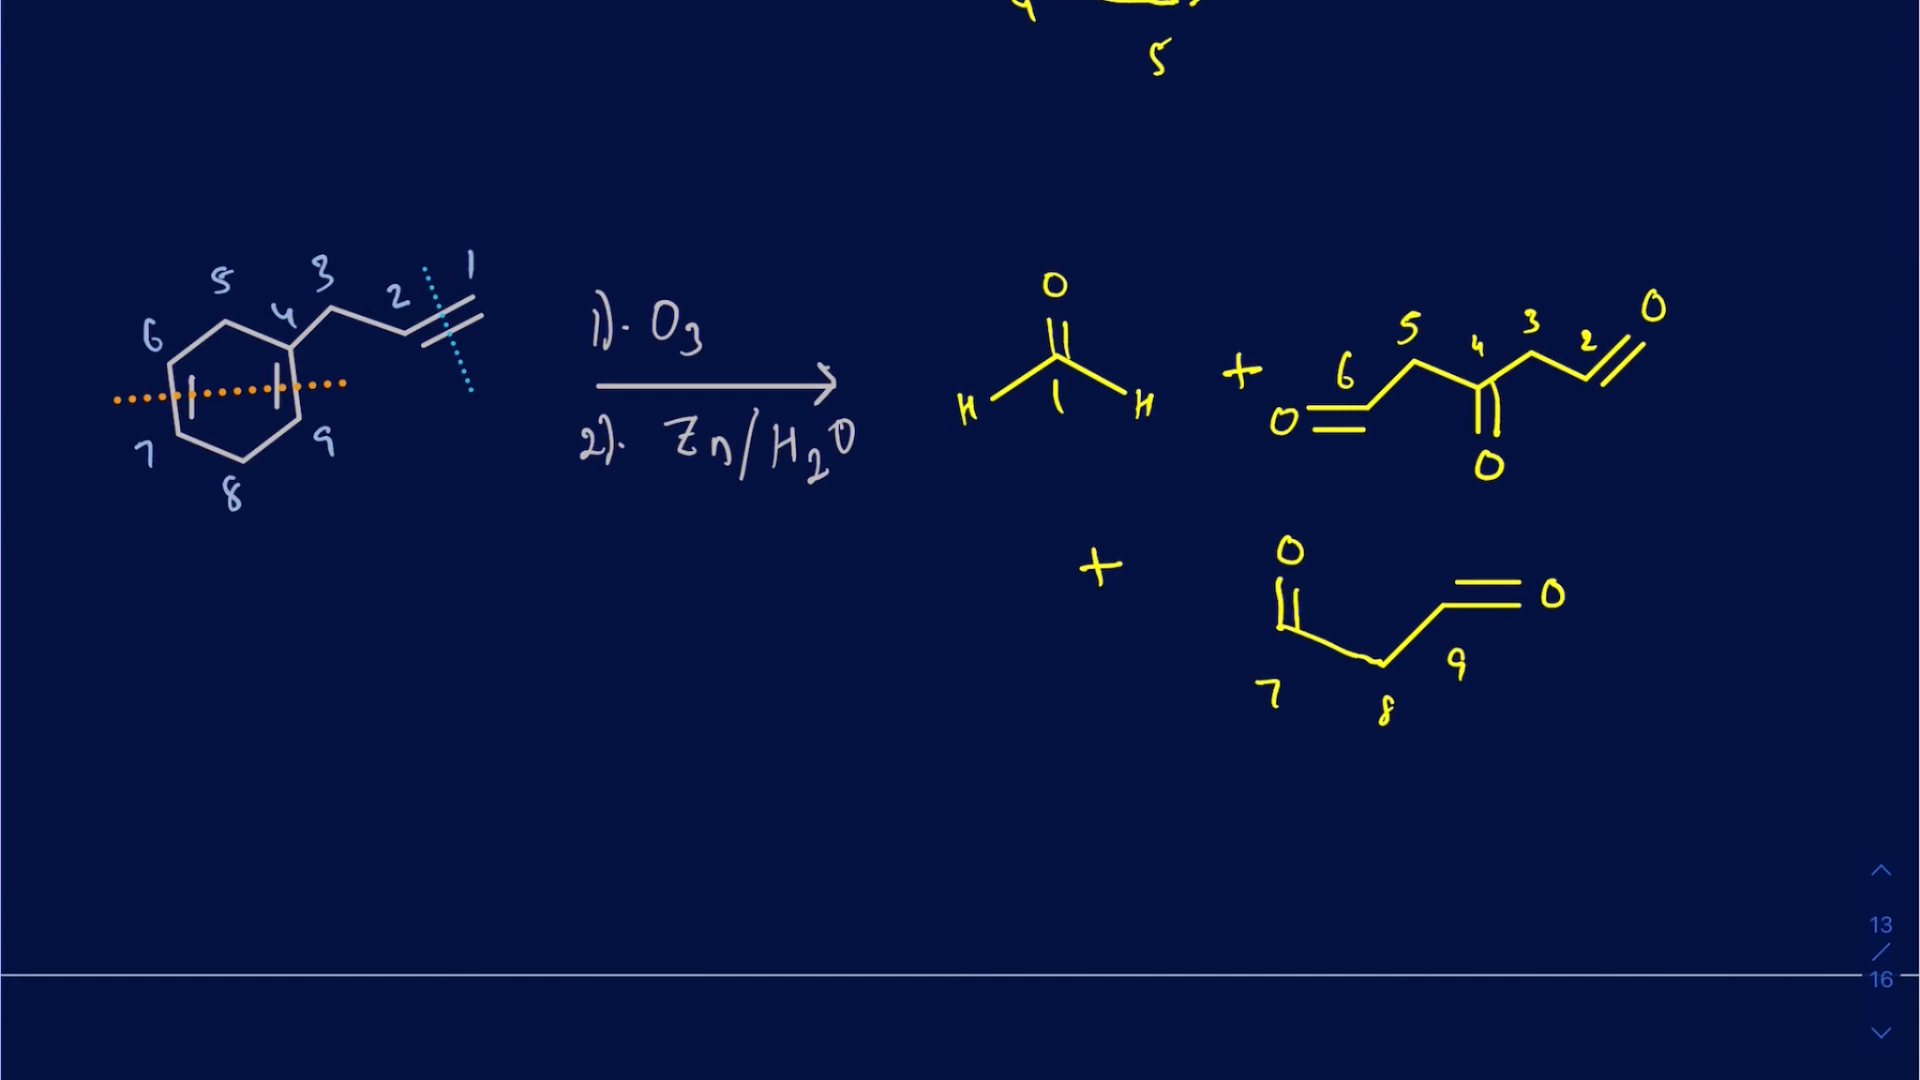 5
5 3 1
6 4 2
7 9
8
1). O3
2). Zn/H2O
O
H H
1
+
6 5 4 3 2 O
O
O
+
O
O
7 8 9
13
/
16